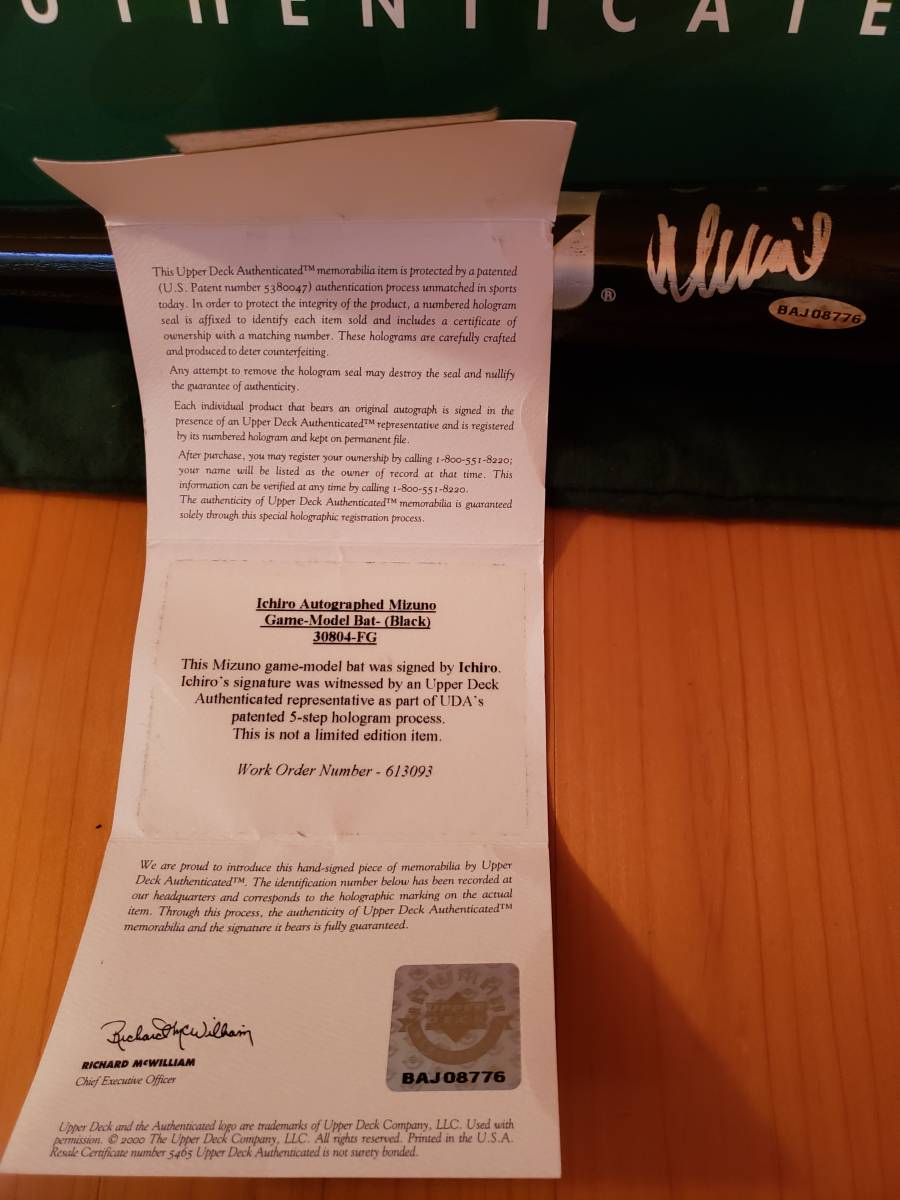 UTHENTICATE
®
BAJ08776
This Upper Deck Authenticated™ memorabilia item is protected by a patented
(U.S. Patent number 5380047) authentication process unmatched in sports
today. In order to protect the integrity of the product, a numbered hologram
seal is affixed to identify each item sold and includes a certificate of
ownership with a matching number. These holograms are carefully crafted
and produced to deter counterfeiting.
Any attempt to remove the hologram seal may destroy the seal and nullify
the guarantee of authenticity.
Each individual product that bears an original autograph is signed in the
presence of an Upper Deck Authenticated™ representative and is registered
by its numbered hologram and kept on permanent file.
After purchase, you may register your ownership by calling 1-800-551-8220;
your name will be listed as the owner of record at that time. This
information can be verified at any time by calling 1-800-551-8220.
The authenticity of Upper Deck Authenticated™ memorabilia is guaranteed
solely through this special holographic registration process.
Ichiro Autographed Mizuno
Game-Model Bat- (Black)
30804-FG
This Mizuno game-model bat was signed by Ichiro.
Ichiro's signature was witnessed by an Upper Deck
Authenticated representative as part of UDA's
patented 5-step hologram process.
This is not a limited edition item.
Work Order Number - 613093
We are proud to introduce this hand-signed piece of memorabilia by Upper
Deck Authenticated™. The identification number below has been recorded at
our headquarters and corresponds to the holographic marking on the actual
item. Through this process, the authenticity of Upper Deck Authenticated™
memorabilia and the signature it bears is fully guaranteed.
Richard McWilliam
RICHARD McWILLIAM
Chief Executive Officer
UPPER
DECK
BAJ08776
Upper Deck and the Authenticated logo are trademarks of Upper Deck Company, LLC. Used with
permission. © 2000 The Upper Deck Company, LLC. All rights reserved. Printed in the U.S.A.
Resale Certificate number 5465 Upper Deck Authenticated is not surety bonded.